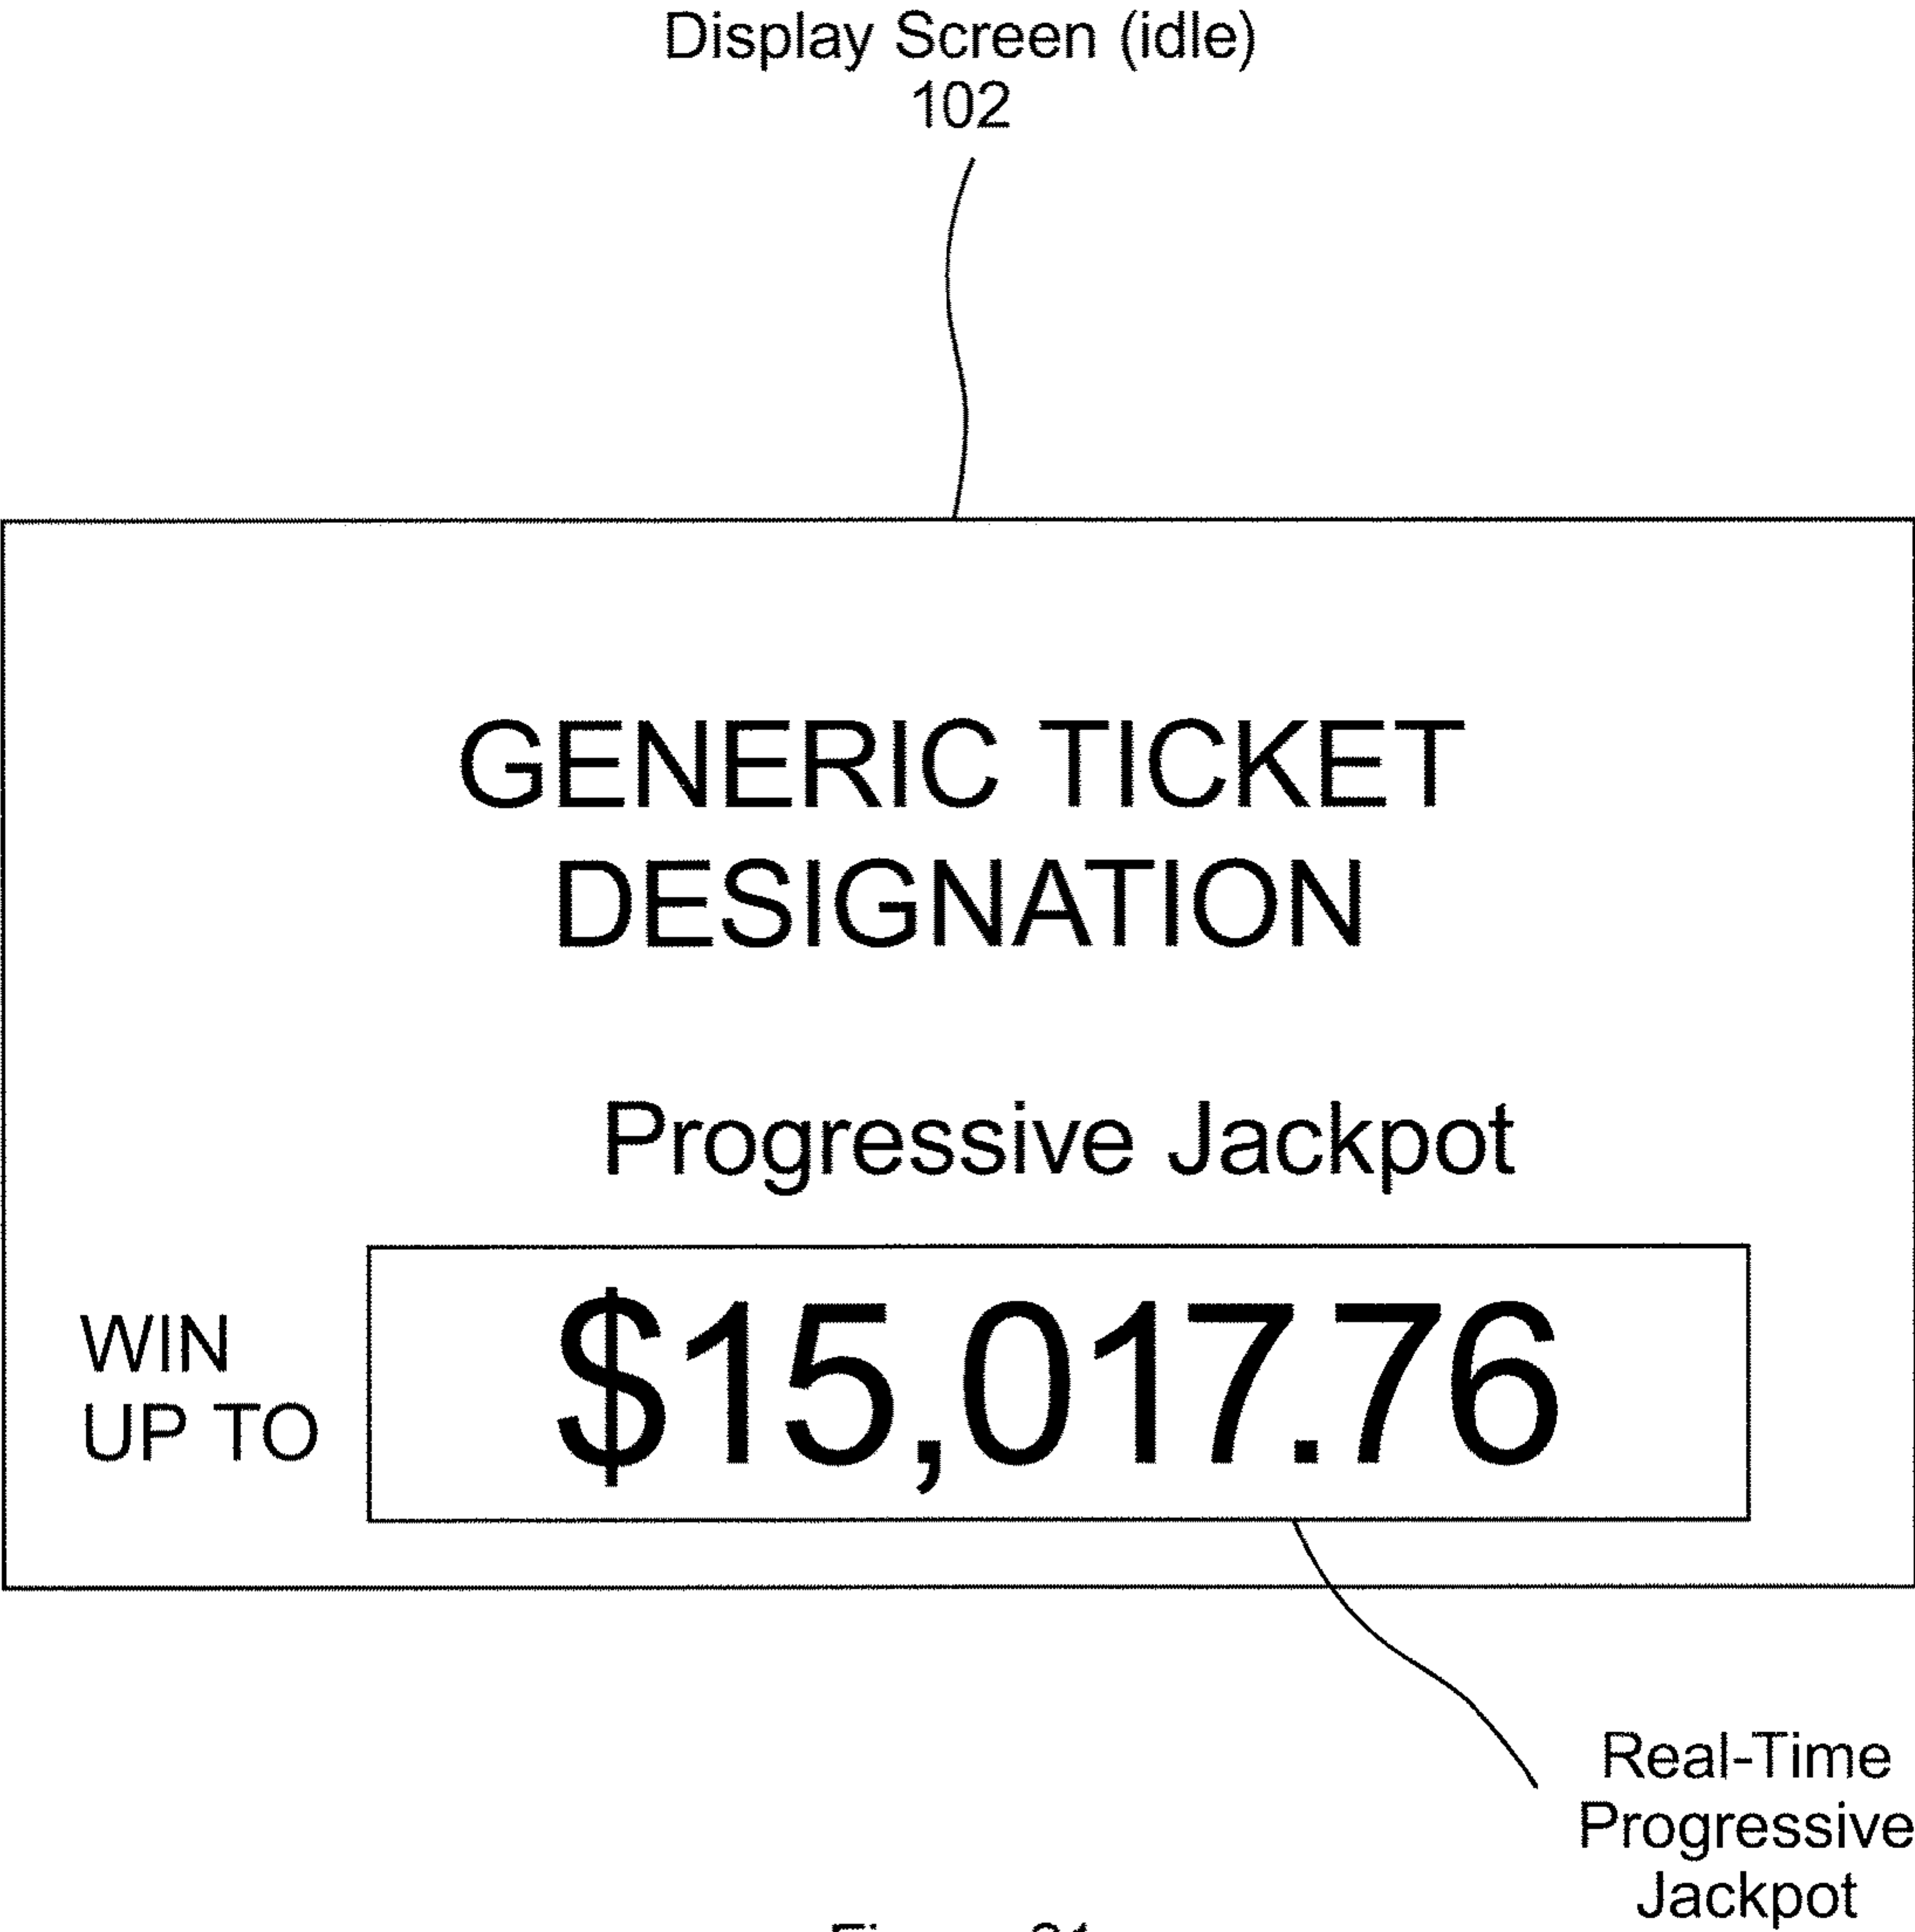 Display Screen (idle)
102
GENERIC TICKET
DESIGNATION
Progressive Jackpot
WIN
UP TO
$15,017.76
Real-Time
Progressive
Jackpot